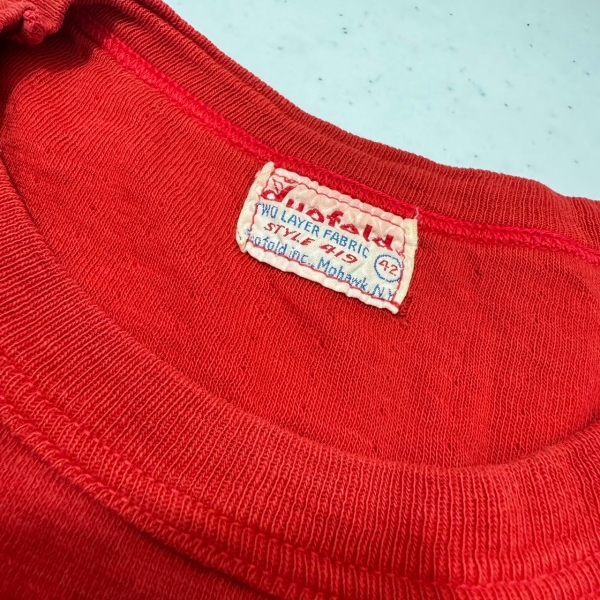 Duofold
TWO LAYER FABRIC
STYLE 419
Duofold inc., Mohawk, N.Y.
42